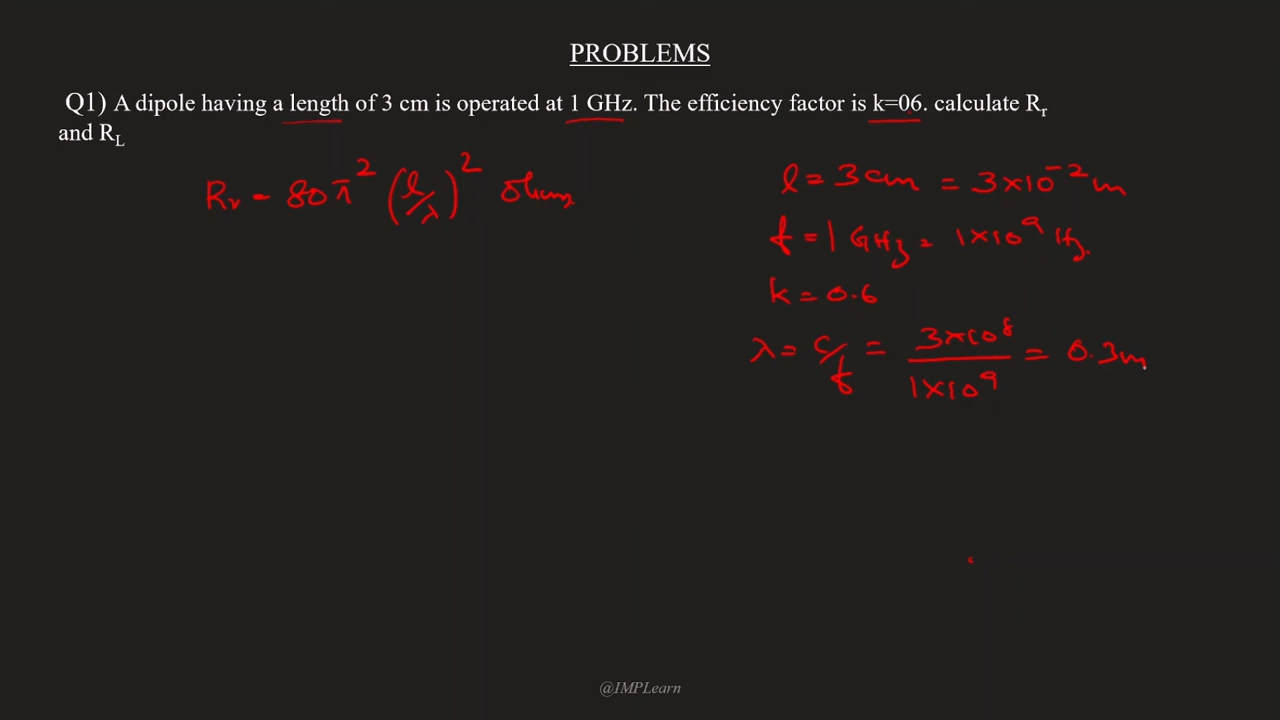 PROBLEMS
Q1) A dipole having a length of 3 cm is operated at 1 GHz. The efficiency factor is k=06. calculate Rr
and RL
Rr = 80π² (l/λ)² ohms
l = 3 cm = 3×10⁻² m
f = 1 GHz = 1×10⁹ Hz.
k = 0.6
λ = c/f = 3×10⁸ / 1×10⁹ = 0.3m
@IMPLearn